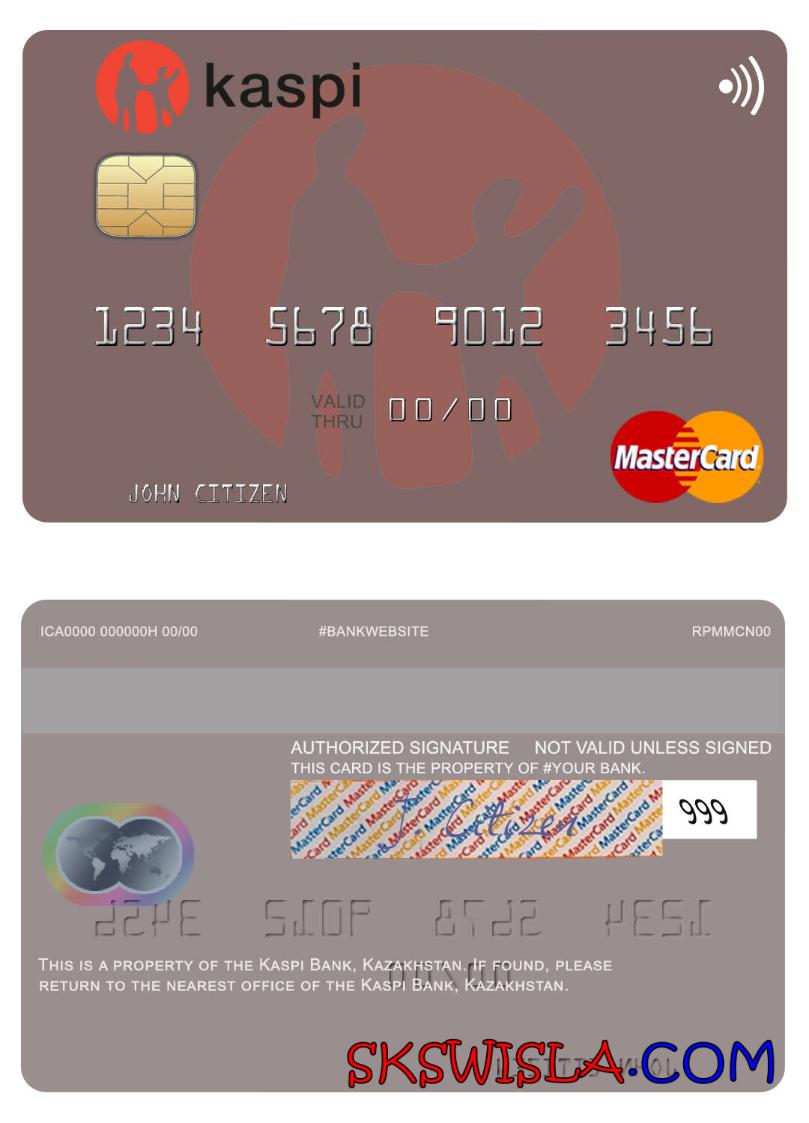 kaspi
1234 5678 9012 3456
VALID THRU 00/00
JOHN CITIZEN
MasterCard
ICA0000 000000H 00/00 #BANKWEBSITE RPMMCN00
AUTHORIZED SIGNATURE NOT VALID UNLESS SIGNED
THIS CARD IS THE PROPERTY OF #YOUR BANK.
J. Citizen 999
THIS IS A PROPERTY OF THE KASPI BANK, KAZAKHSTAN. IF FOUND, PLEASE
RETURN TO THE NEAREST OFFICE OF THE KASPI BANK, KAZAKHSTAN.
SKSWISLA.COM